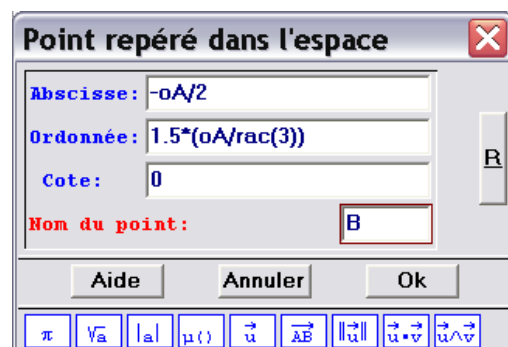 Point repéré dans l'espace
Abscisse: -oA/2
Ordonnée: 1.5*(oA/rac(3))
R
Cote: 0
Nom du point: B
Aide Annuler Ok
π √a |a| μ() u⃗ AB⃗ ||u⃗|| u⃗•v⃗ u⃗∧v⃗